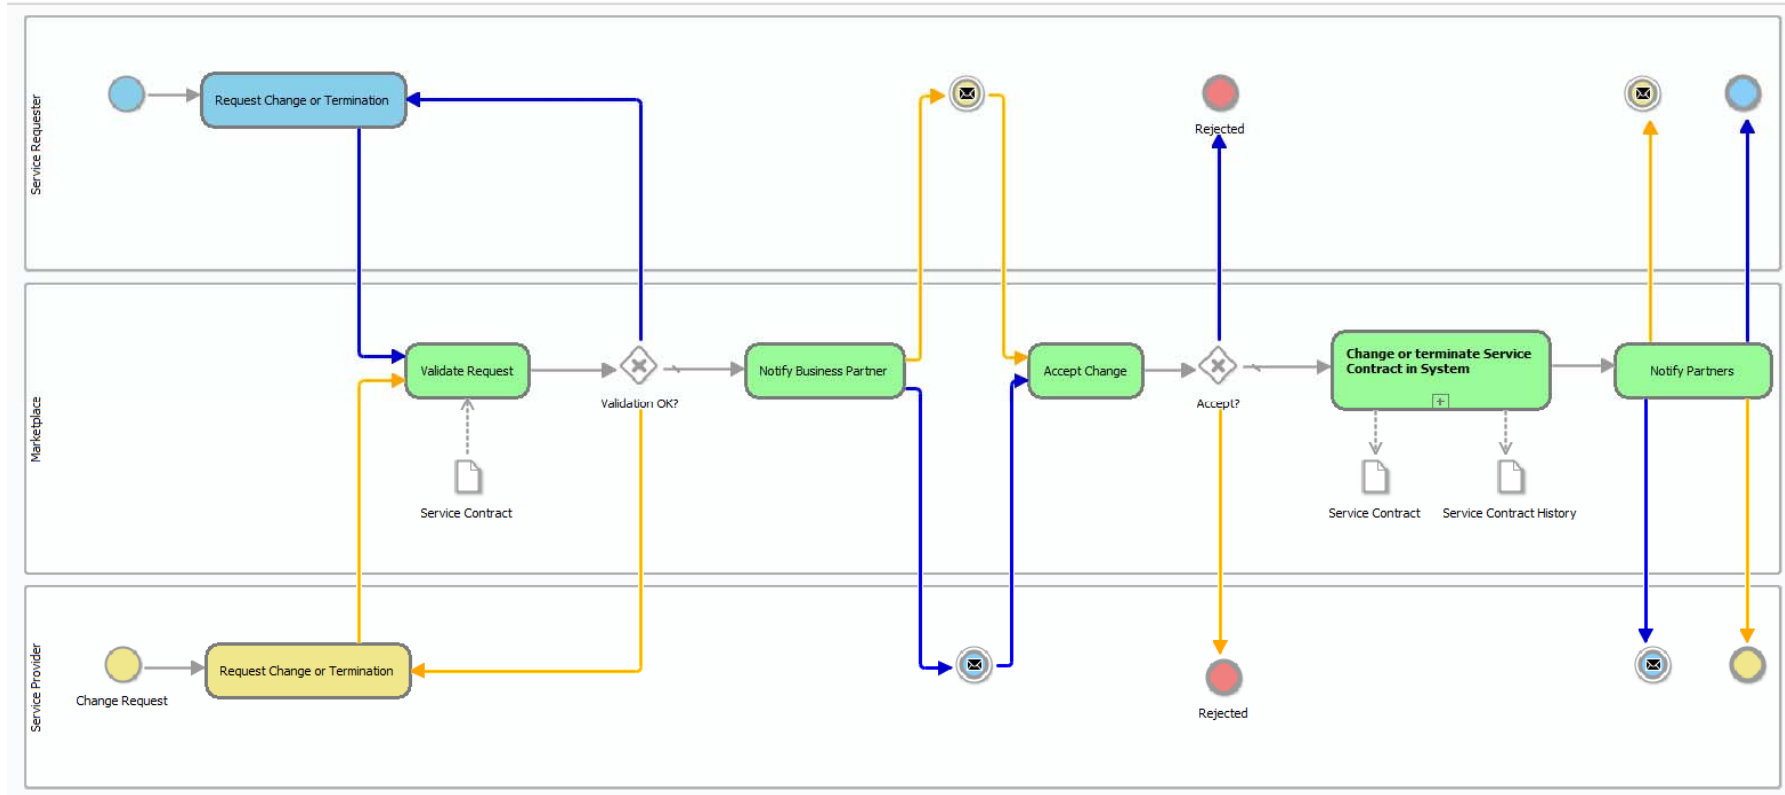 Service Requester
Request Change or Termination
Rejected
Marketplace
Validate Request
Validation OK?
Notify Business Partner
Accept Change
Accept?
Change or terminate Service
Contract in System
Notify Partners
Service Contract
Service Contract
Service Contract History
Service Provider
Change Request
Request Change or Termination
Rejected